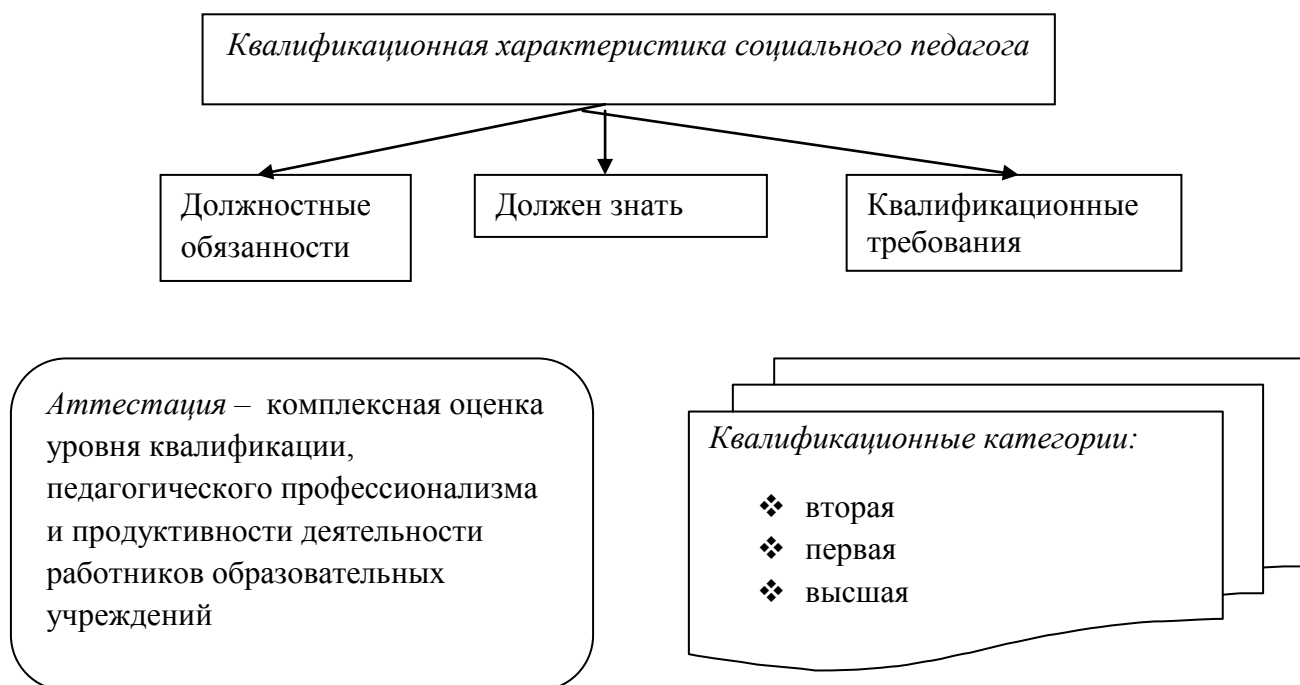 Квалификационная характеристика социального педагога
Должностные
обязанности
Должен знать
Квалификационные
требования
Аттестация – комплексная оценка
уровня квалификации,
педагогического профессионализма
и продуктивности деятельности
работников образовательных
учреждений
Квалификационные категории:
❖ вторая
❖ первая
❖ высшая